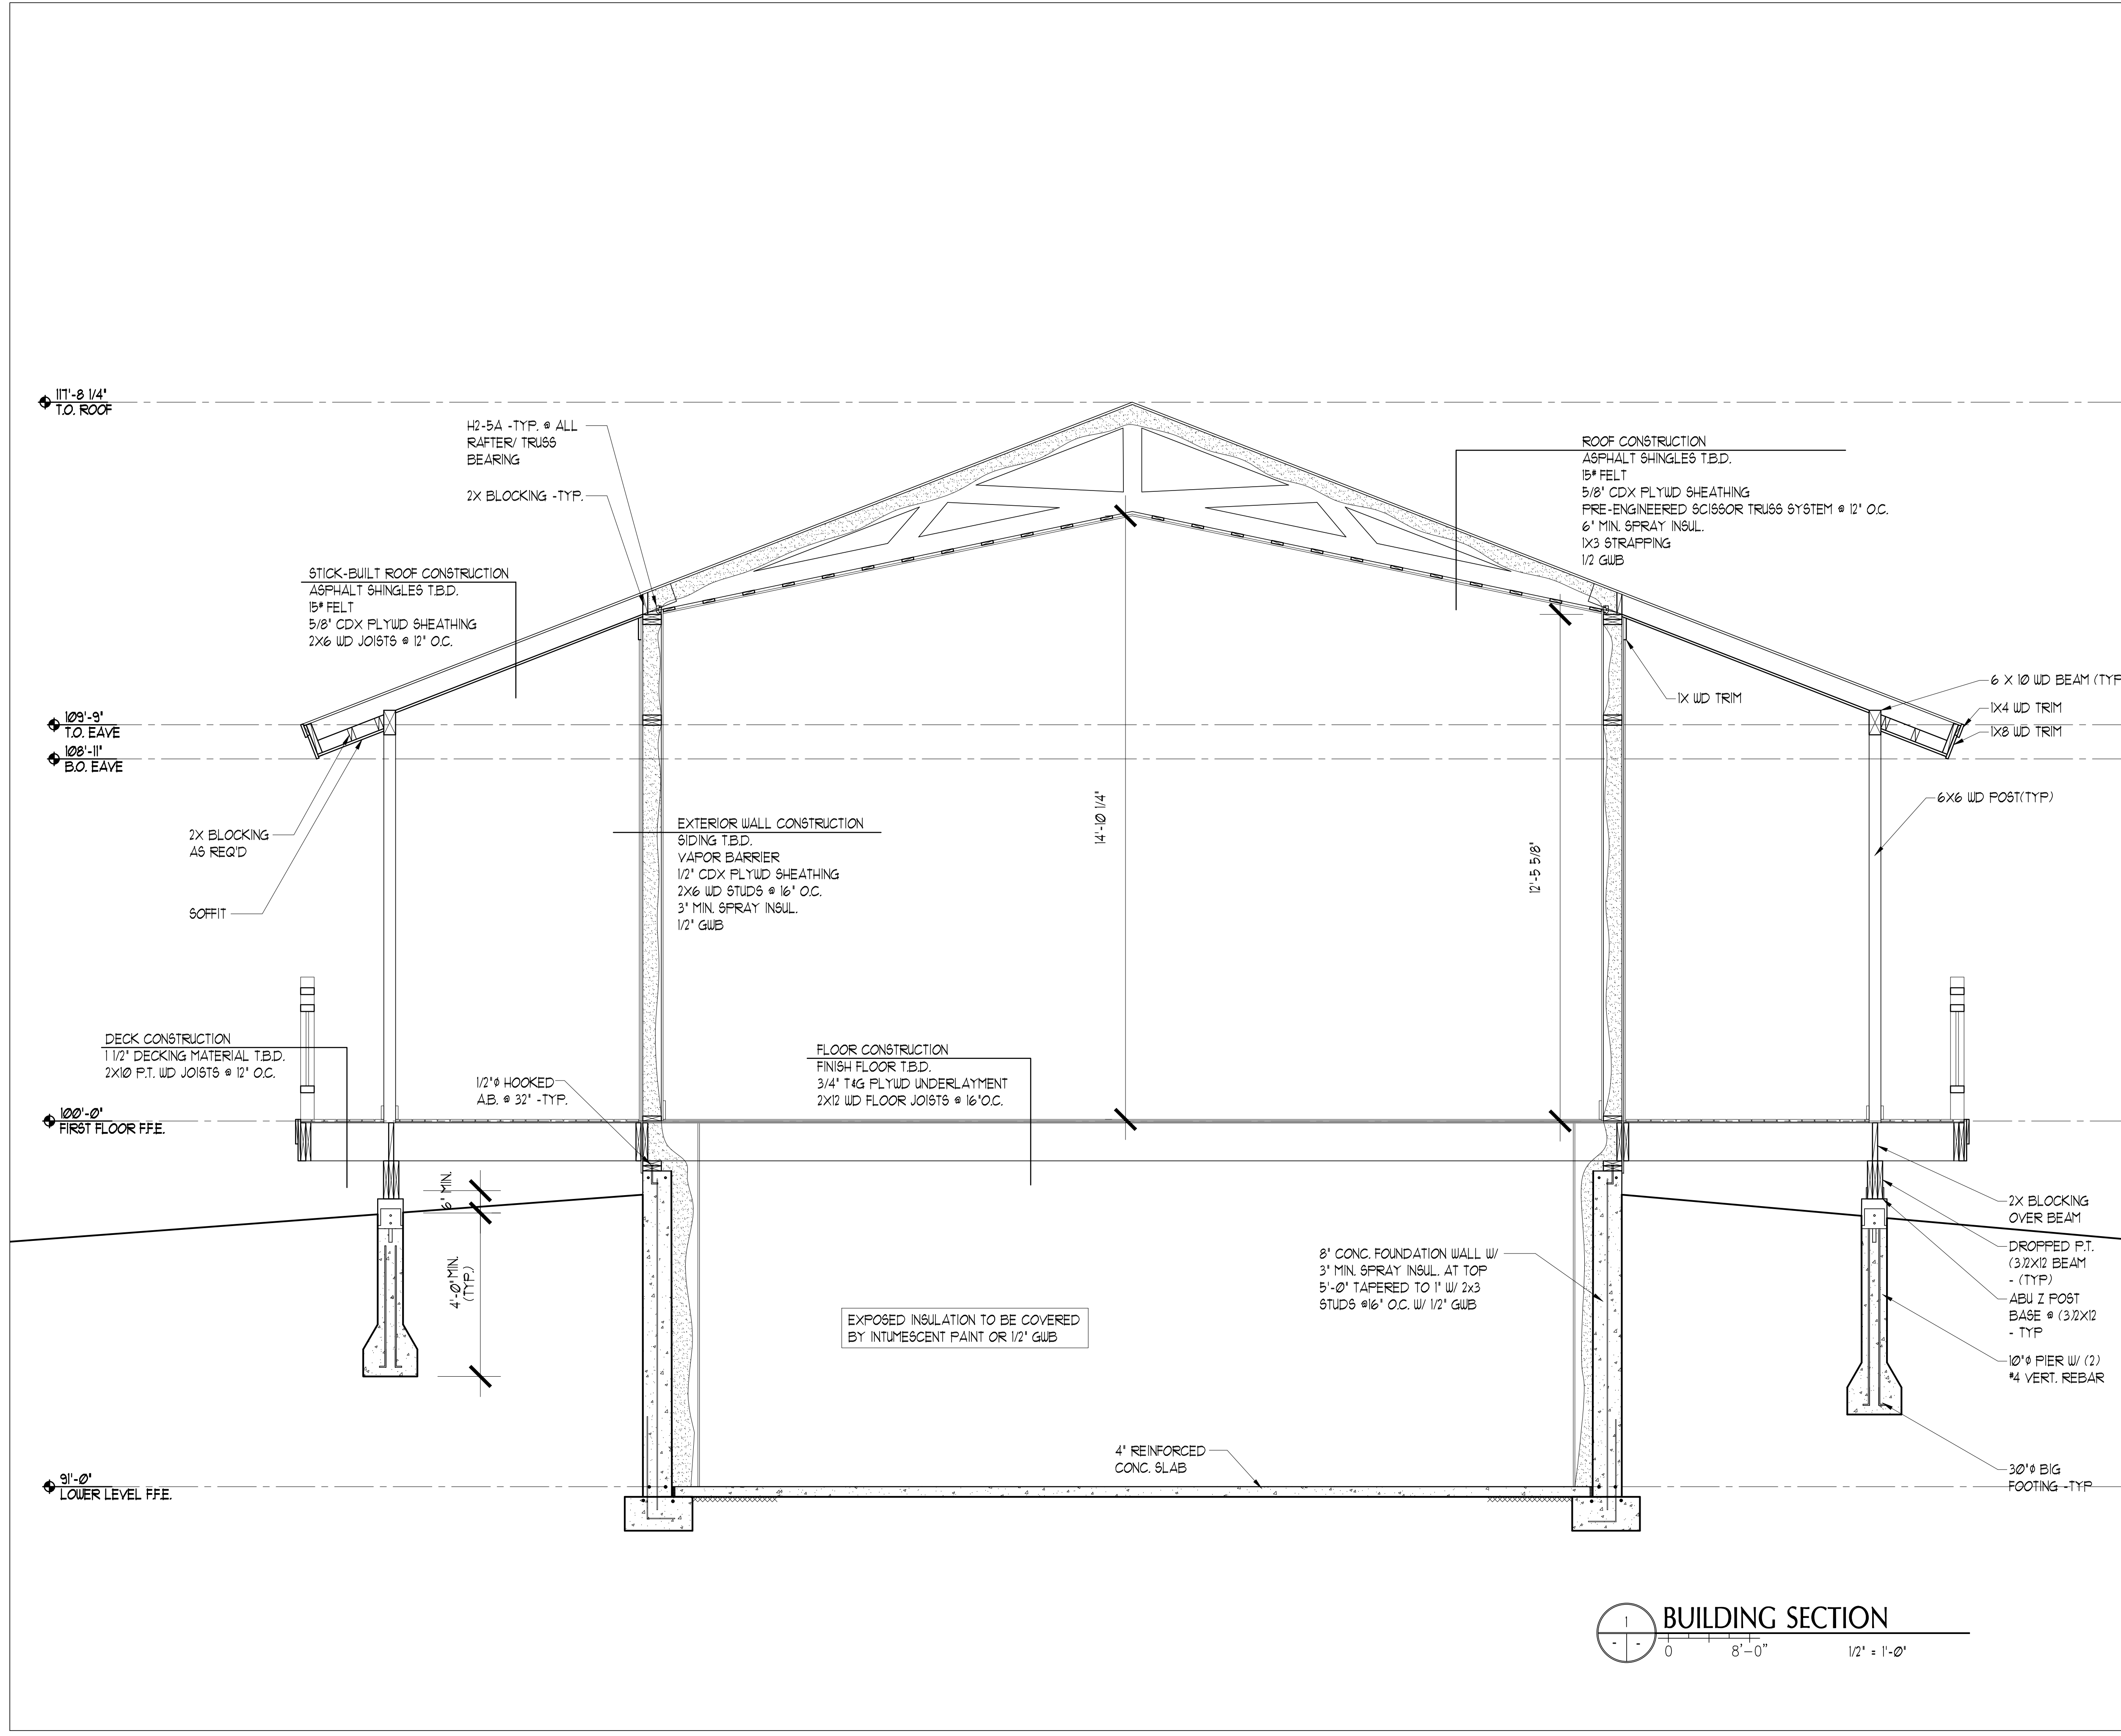 117'-8 1/4"
T.O. ROOF
H2-5A -TYP. @ ALL
RAFTER/ TRUSS
BEARING
2X BLOCKING -TYP.
ROOF CONSTRUCTION
ASPHALT SHINGLES T.B.D.
15# FELT
5/8" CDX PLYWD SHEATHING
PRE-ENGINEERED SCISSOR TRUSS SYSTEM @ 12" O.C.
6" MIN. SPRAY INSUL.
1X3 STRAPPING
1/2 GWB
STICK-BUILT ROOF CONSTRUCTION
ASPHALT SHINGLES T.B.D.
15# FELT
5/8" CDX PLYWD SHEATHING
2X6 WD JOISTS @ 12" O.C.
109'-9"
T.O. EAVE
108'-11"
B.O. EAVE
1X WD TRIM
6 X 10 WD BEAM (TYP
1X4 WD TRIM
1X8 WD TRIM
6X6 WD POST(TYP)
2X BLOCKING
AS REQ'D
SOFFIT
EXTERIOR WALL CONSTRUCTION
SIDING T.B.D.
VAPOR BARRIER
1/2" CDX PLYWD SHEATHING
2X6 WD STUDS @ 16" O.C.
3" MIN. SPRAY INSUL.
1/2" GWB
14'-10 1/4"
12'-5 5/8"
DECK CONSTRUCTION
1 1/2" DECKING MATERIAL T.B.D.
2X10 P.T. WD JOISTS @ 12" O.C.
1/2"ø HOOKED
A.B. @ 32" -TYP.
FLOOR CONSTRUCTION
FINISH FLOOR T.B.D.
3/4" T&G PLYWD UNDERLAYMENT
2X12 WD FLOOR JOISTS @ 16"O.C.
100'-0"
FIRST FLOOR F.F.E.
6" MIN.
4'-0" MIN.
(TYP.)
8" CONC. FOUNDATION WALL W/
3" MIN. SPRAY INSUL. AT TOP
5'-0" TAPERED TO 1" W/ 2x3
STUDS @16" O.C. W/ 1/2" GWB
EXPOSED INSULATION TO BE COVERED
BY INTUMESCENT PAINT OR 1/2" GWB
2X BLOCKING
OVER BEAM
DROPPED P.T.
(3)2X12 BEAM
- (TYP)
ABU Z POST
BASE @ (3)2X12
- TYP
10"ø PIER W/ (2)
#4 VERT. REBAR
4" REINFORCED
CONC. SLAB
30"ø BIG
FOOTING -TYP
91'-0"
LOWER LEVEL F.F.E.
1
- -
BUILDING SECTION
0 8'-0" 1/2" = 1'-0"